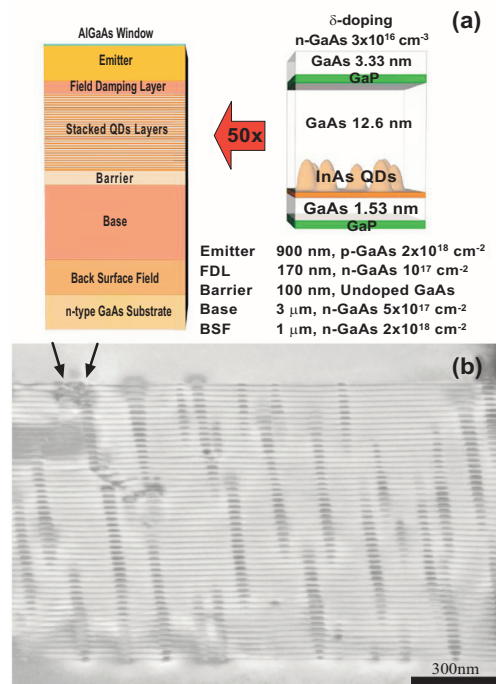 (a)
δ-doping
n-GaAs 3x10¹⁶ cm⁻³
AlGaAs Window
Emitter
Field Damping Layer
Stacked QDs Layers
Barrier
Base
Back Surface Field
n-type GaAs Substrate
50x
GaAs 3.33 nm
GaP
GaAs 12.6 nm
InAs QDs
GaAs 1.53 nm
GaP
Emitter 900 nm, p-GaAs 2x10¹⁸ cm⁻²
FDL 170 nm, n-GaAs 10¹⁷ cm⁻²
Barrier 100 nm, Undoped GaAs
Base 3 μm, n-GaAs 5x10¹⁷ cm⁻²
BSF 1 μm, n-GaAs 2x10¹⁸ cm⁻²
(b)
300nm